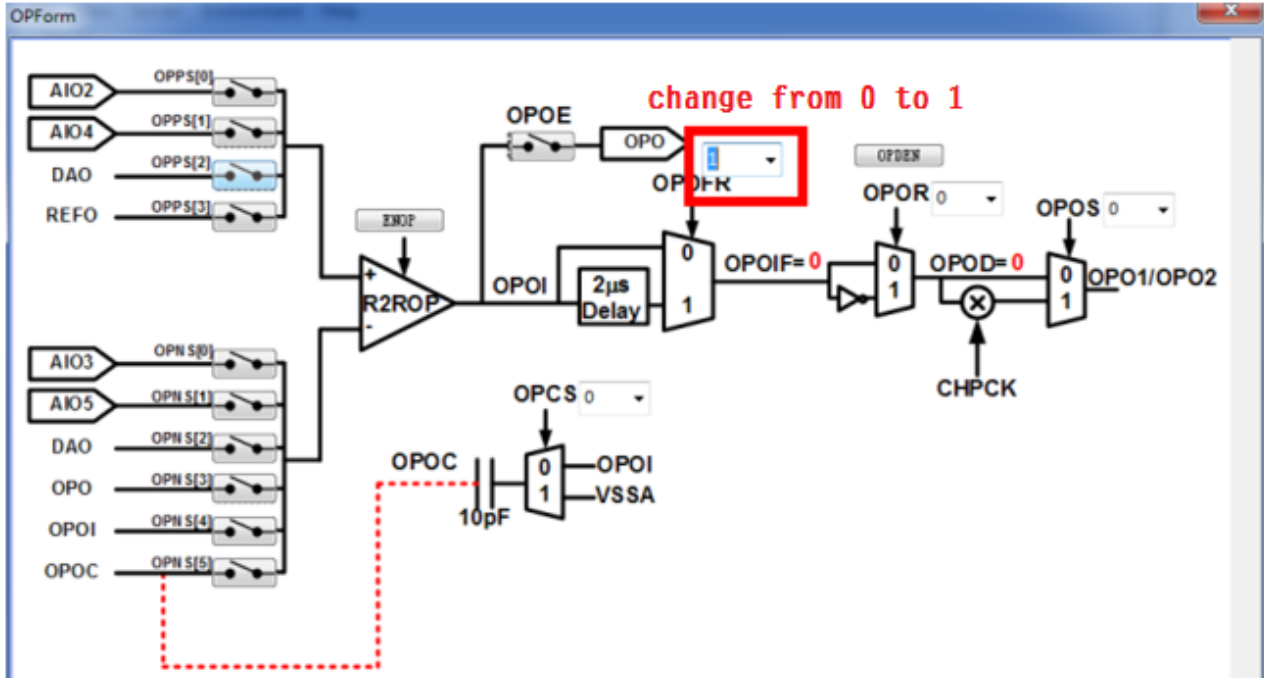 OPForm
change from 0 to 1
AIO2 OPPS[0]
AIO4 OPPS[1]
DAO OPPS[2]
REFO OPPS[3]
OPOE
OPO
1
OPOFR
OPDEN
OPOR 0
OPOS 0
ENOP
+
R2ROP
-
OPOI
2µs
Delay
0
1
OPOIF= 0
0
1
OPOD= 0
0
1
OPO1/OPO2
CHPCK
AIO3 OPNS[0]
AIO5 OPNS[1]
DAO OPNS[2]
OPO OPNS[3]
OPOI OPNS[4]
OPOC OPNS[5]
OPCS 0
OPOC
10pF
0
1
OPOI
VSSA